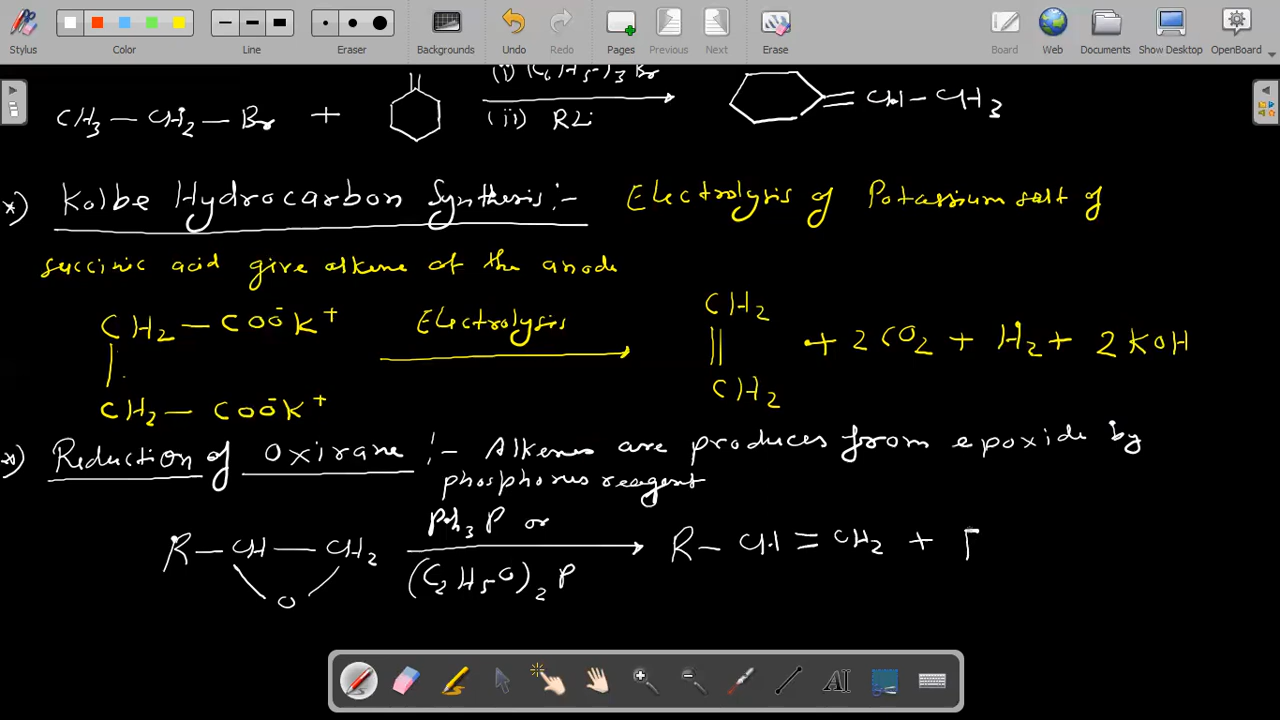 Stylus Color Line Eraser Backgrounds Undo Redo Pages Previous Next Erase Board Web Documents Show Desktop OpenBoard
(i) (C6H5)3 Br
CH3 — CH2 — Br + (ii) RLi CH — CH3
x) Kolbe Hydrocarbon Synthesis :- Electrolysis of Potassium salt of
succinic acid give alkene at the anode
CH2 — COO⁻K⁺ Electrolysis CH2
|| + 2CO2 + H2 + 2KOH
CH2 — COO⁻K⁺ CH2
xi) Reduction of Oxirane :- Alkenes are produces from epoxide by
phosphorus reagent
Ph3P or
R — CH — CH2 → R — CH = CH2 +
(C2H5O)2 P
O
AI